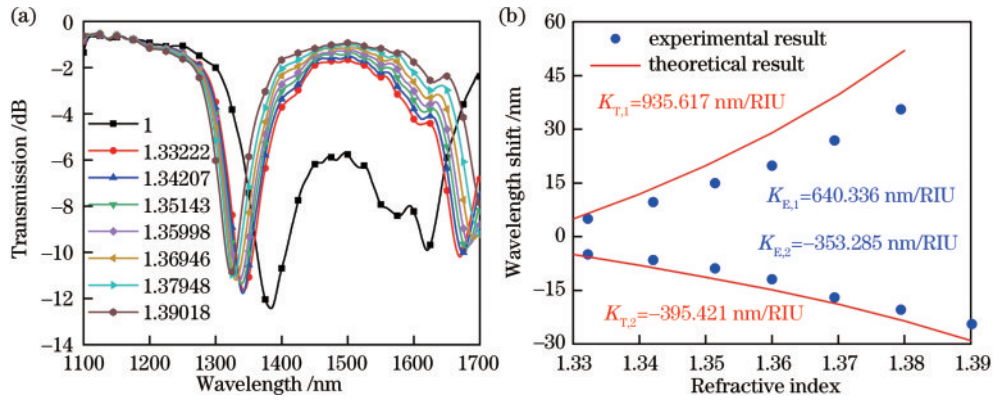 (a)
0
−2
−4
−6
−8
−10
−12
−14
Transmission /dB
1
1.33222
1.34207
1.35143
1.35998
1.36946
1.37948
1.39018
1100 1200 1300 1400 1500 1600 1700
Wavelength /nm
(b)
60
45
30
15
0
−15
−30
Wavelength shift /nm
experimental result
theoretical result
K_T,1=935.617 nm/RIU
K_E,1=640.336 nm/RIU
K_E,2=−353.285 nm/RIU
K_T,2=−395.421 nm/RIU
1.33 1.34 1.35 1.36 1.37 1.38 1.39
Refractive index